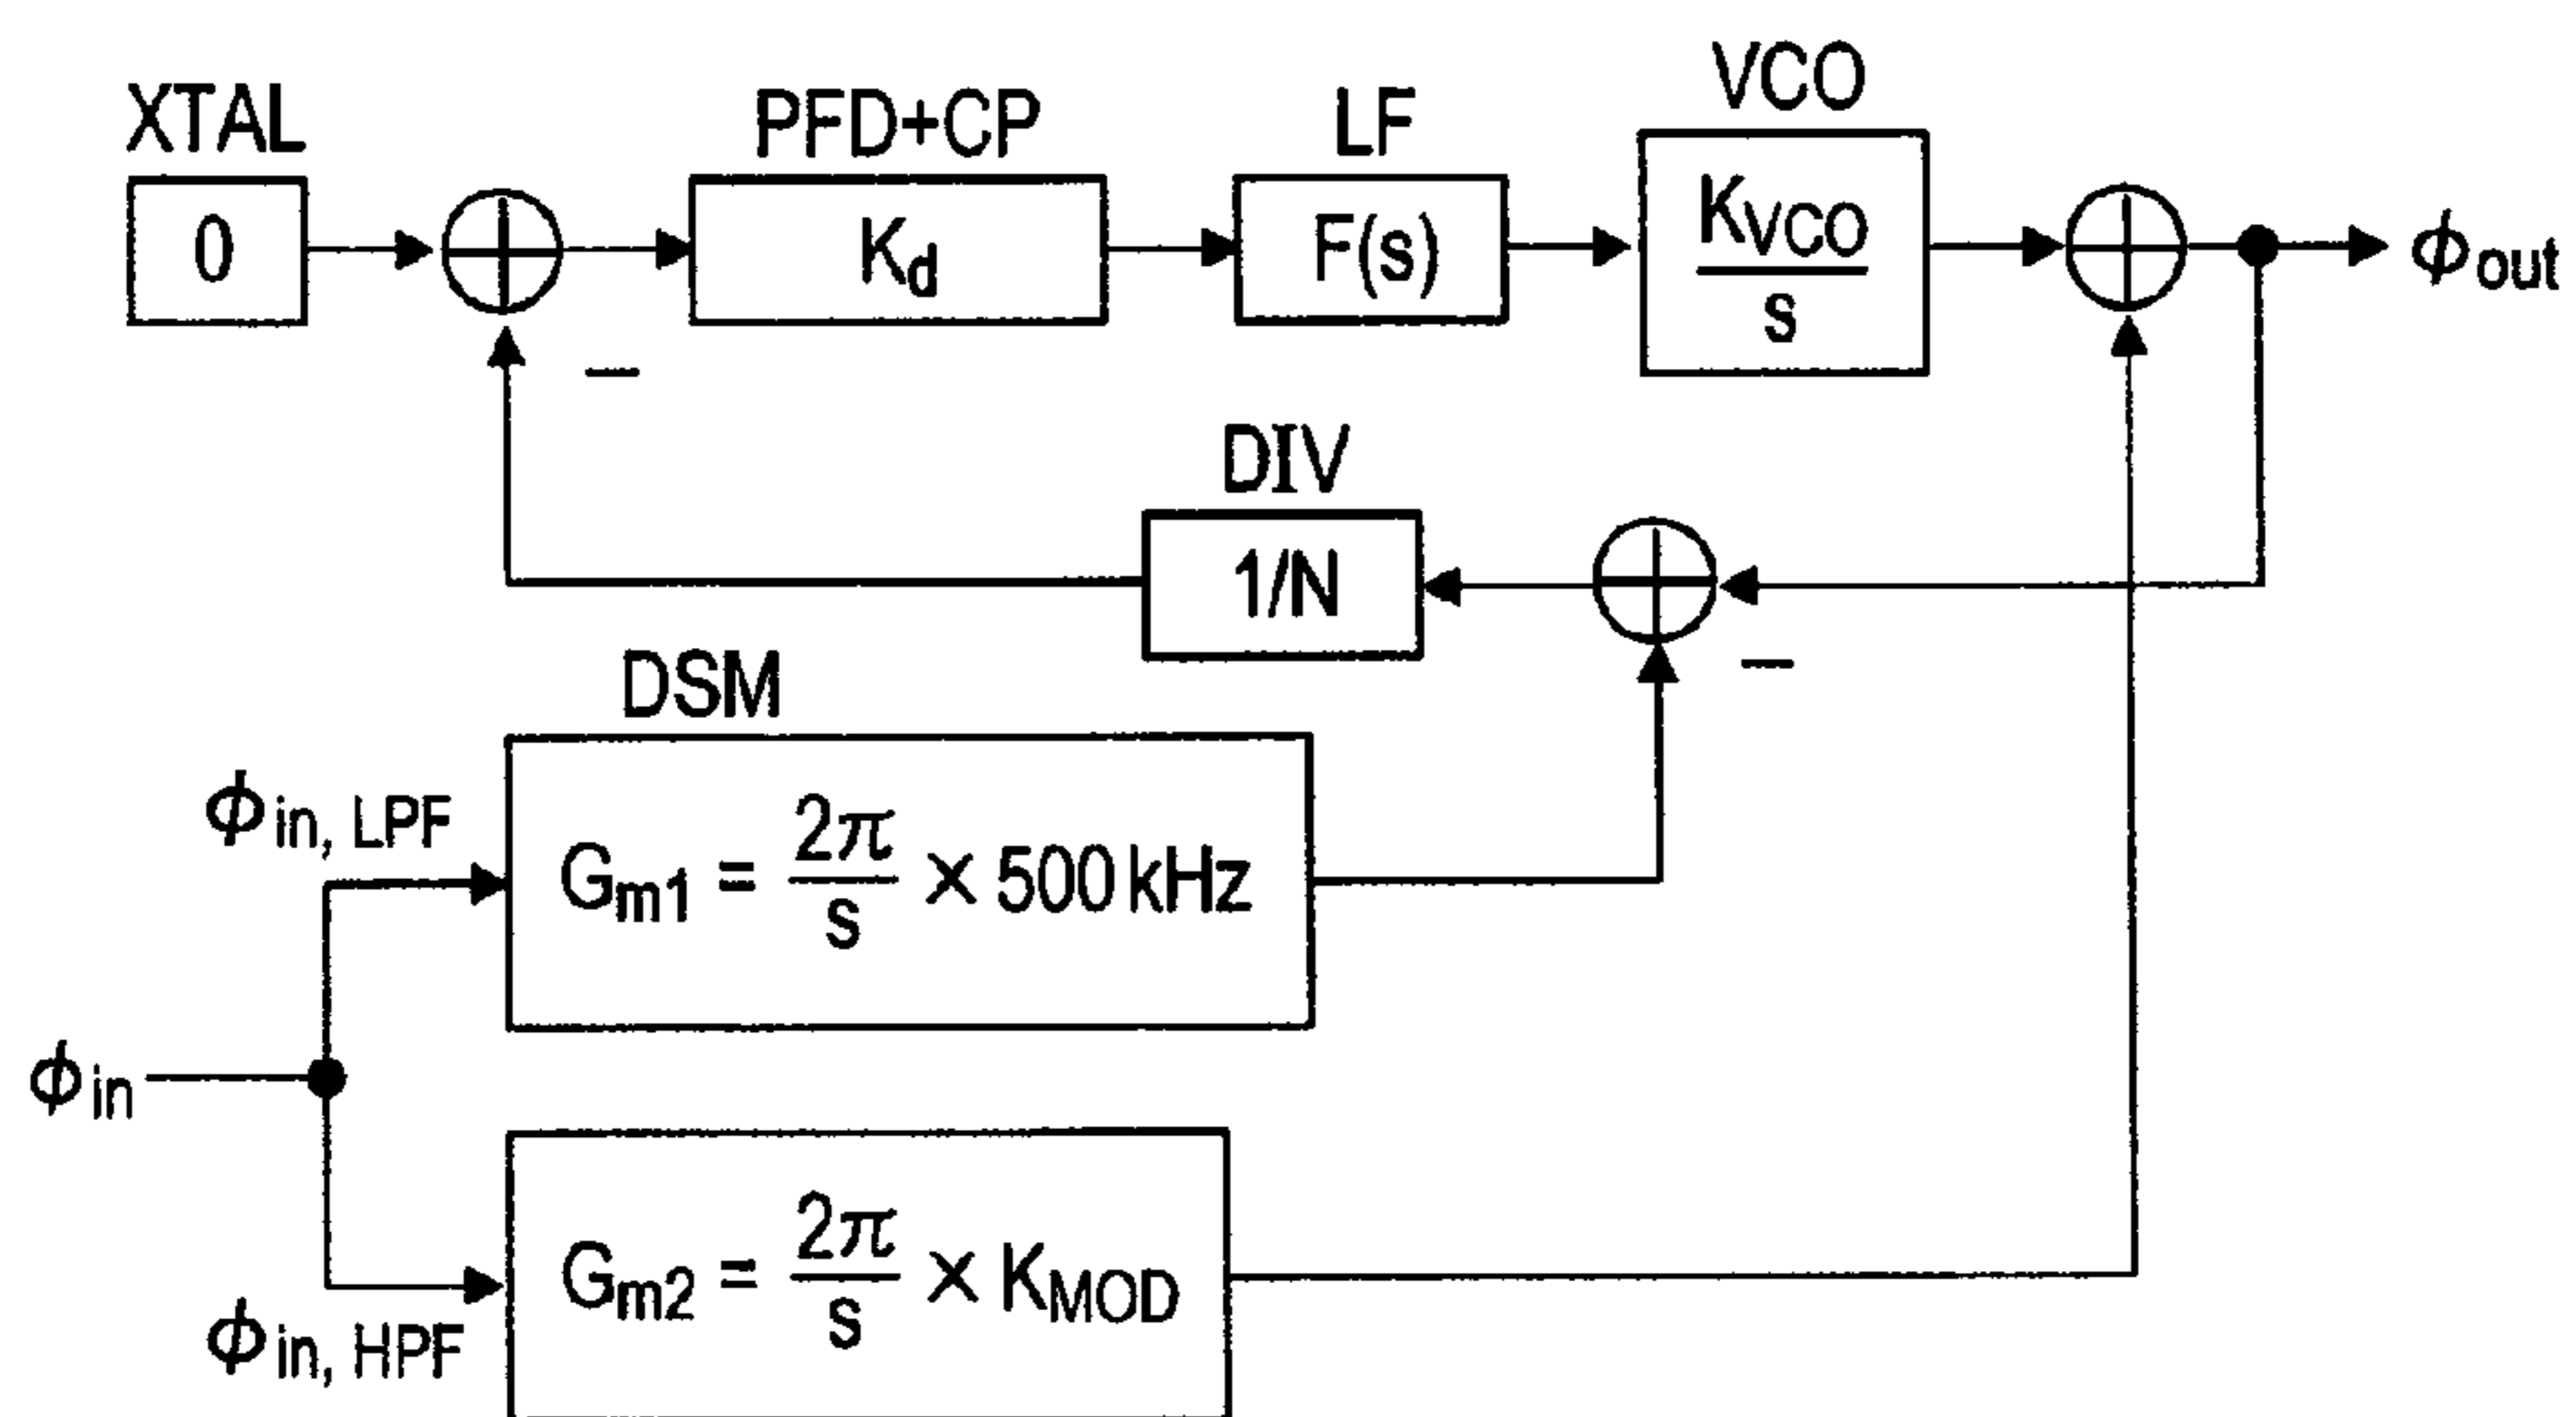 XTAL
0
PFD+CP
Kd
LF
F(s)
VCO
KVCO
s
ϕout
−
DIV
1/N
−
DSM
Gm1 = 2π/s × 500 kHz
ϕin, LPF
ϕin
Gm2 = 2π/s × KMOD
ϕin, HPF